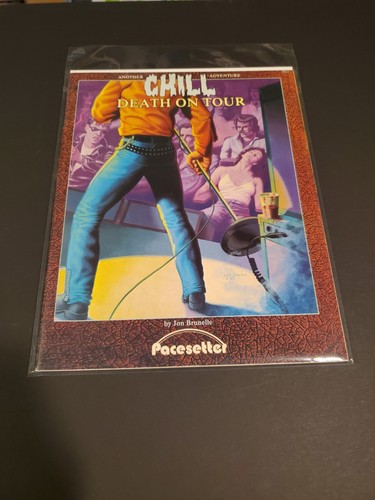 ANOTHER CHILL ADVENTURE
DEATH ON TOUR
by Jon Brunelle
Pacesetter